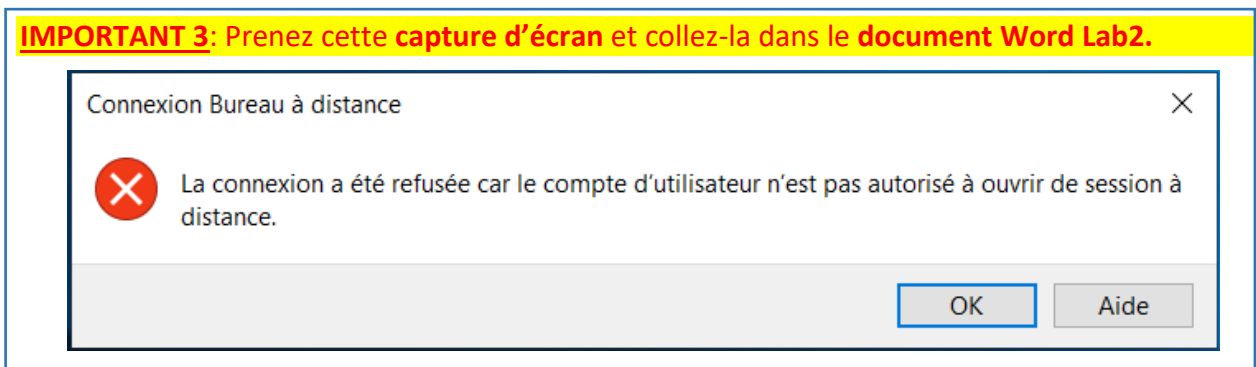 IMPORTANT 3: Prenez cette capture d’écran et collez-la dans le document Word Lab2.
Connexion Bureau à distance
La connexion a été refusée car le compte d’utilisateur n’est pas autorisé à ouvrir de session à
distance.
OK
Aide